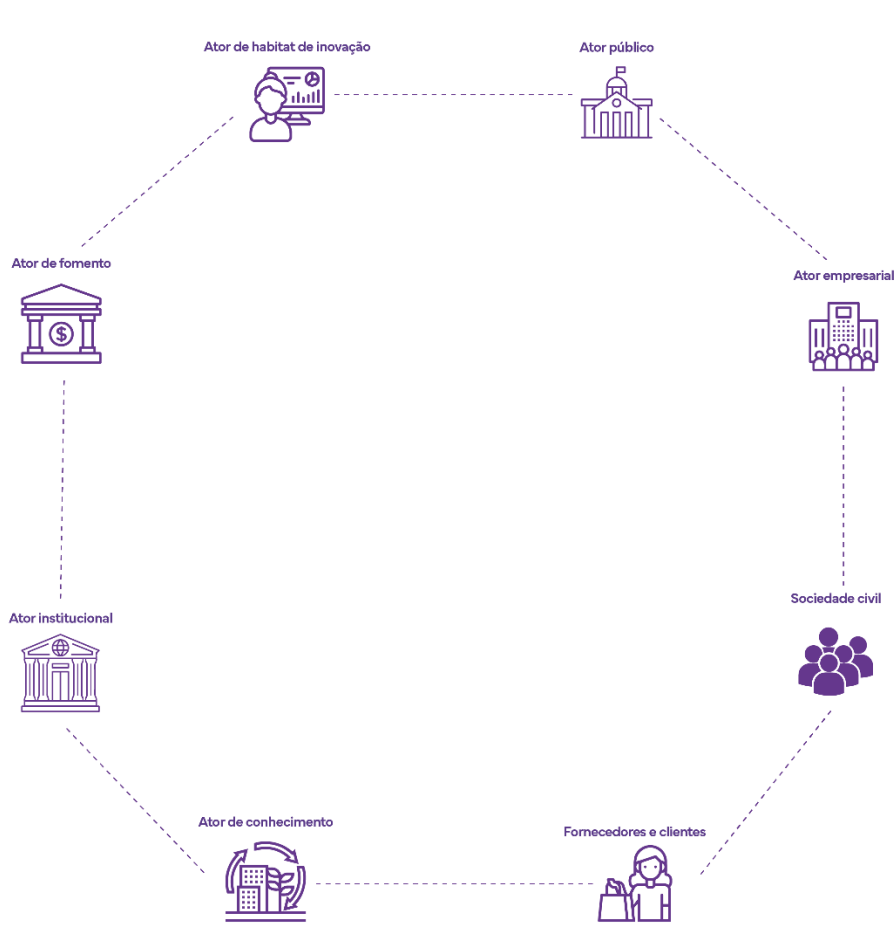 Ator de habitat de inovação
Ator público
Ator de fomento
Ator empresarial
Sociedade civil
Ator institucional
Ator de conhecimento
Fornecedores e clientes